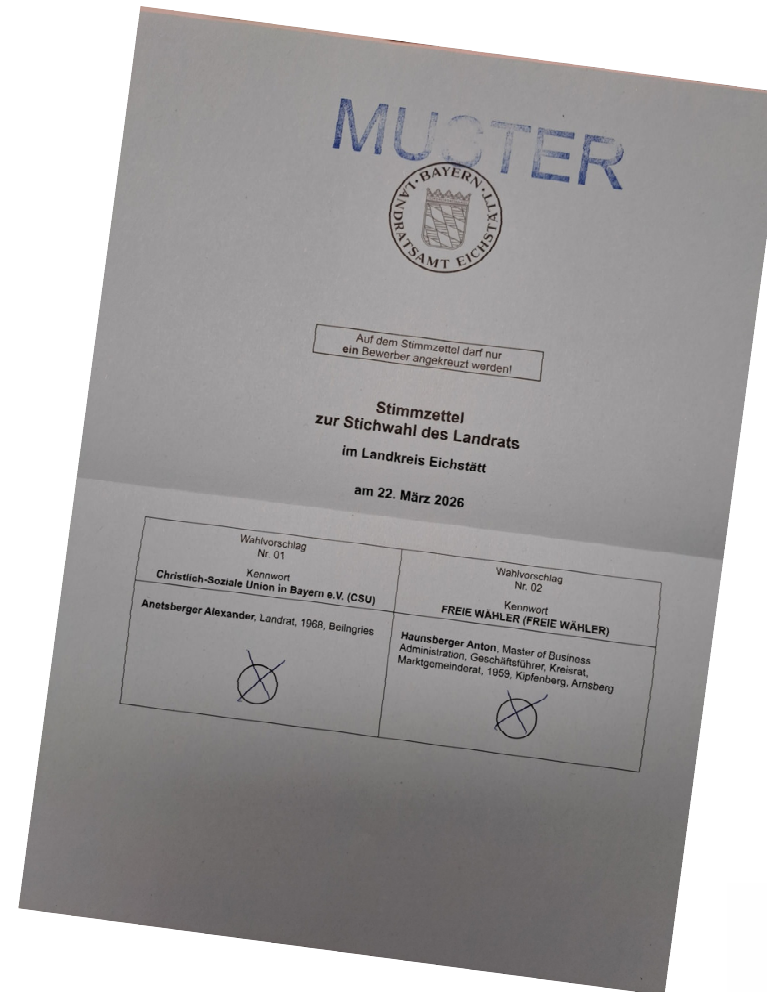 MUSTER
BAYERN
LANDRATSAMT EICHSTÄTT
Auf dem Stimmzettel darf nur
ein Bewerber angekreuzt werden!
Stimmzettel
zur Stichwahl des Landrats
im Landkreis Eichstätt
am 22. März 2026
Wahlvorschlag
Nr. 01
Kennwort
Christlich-Soziale Union in Bayern e.V. (CSU)
Anetsberger Alexander, Landrat, 1968, Beilngries
Wahlvorschlag
Nr. 02
Kennwort
FREIE WÄHLER (FREIE WÄHLER)
Haunsberger Anton, Master of Business
Administration, Geschäftsführer, Kreisrat,
Marktgemeinderat, 1959, Kipfenberg, Arnsberg